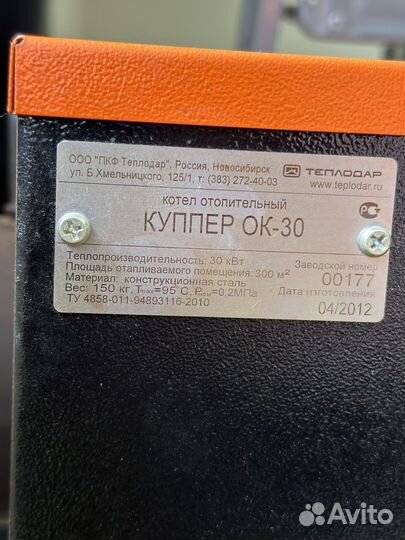 ООО "ПКФ Теплодар", Россия, Новосибирск
ул. Б.Хмельницкого, 125/1, т: (383) 272-40-03
ТЕПЛОДАР
www.teplodar.ru
котел отопительный
КУППЕР ОК-30
Теплопроизводительность: 30 кВт
Площадь отапливаемого помещения: 300 м²
Материал: конструкционная сталь
Вес: 150 кг, Tmax=95°C, Pраб=0,2МПа
ТУ 4858-011-94893116-2010
Заводской номер
00177
Дата изготовления
04/2012
Avito